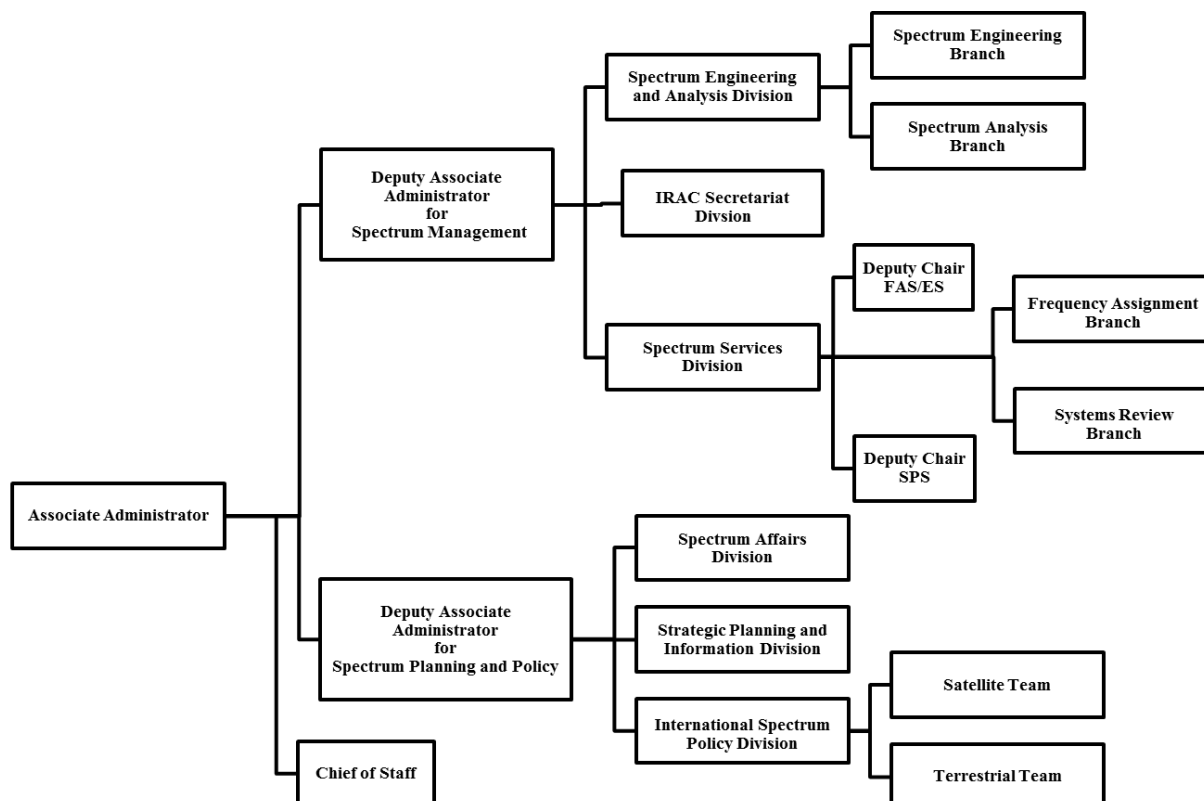 Spectrum Engineering
Branch
Spectrum Engineering
and Analysis Division
Spectrum Analysis
Branch
Deputy Associate
Administrator
for
Spectrum Management
IRAC Secretariat
Divsion
Deputy Chair
FAS/ES
Frequency Assignment
Branch
Spectrum Services
Division
Systems Review
Branch
Deputy Chair
SPS
Associate Administrator
Spectrum Affairs
Division
Deputy Associate
Administrator
for
Spectrum Planning and Policy
Strategic Planning and
Information Division
Satellite Team
International Spectrum
Policy Division
Chief of Staff
Terrestrial Team